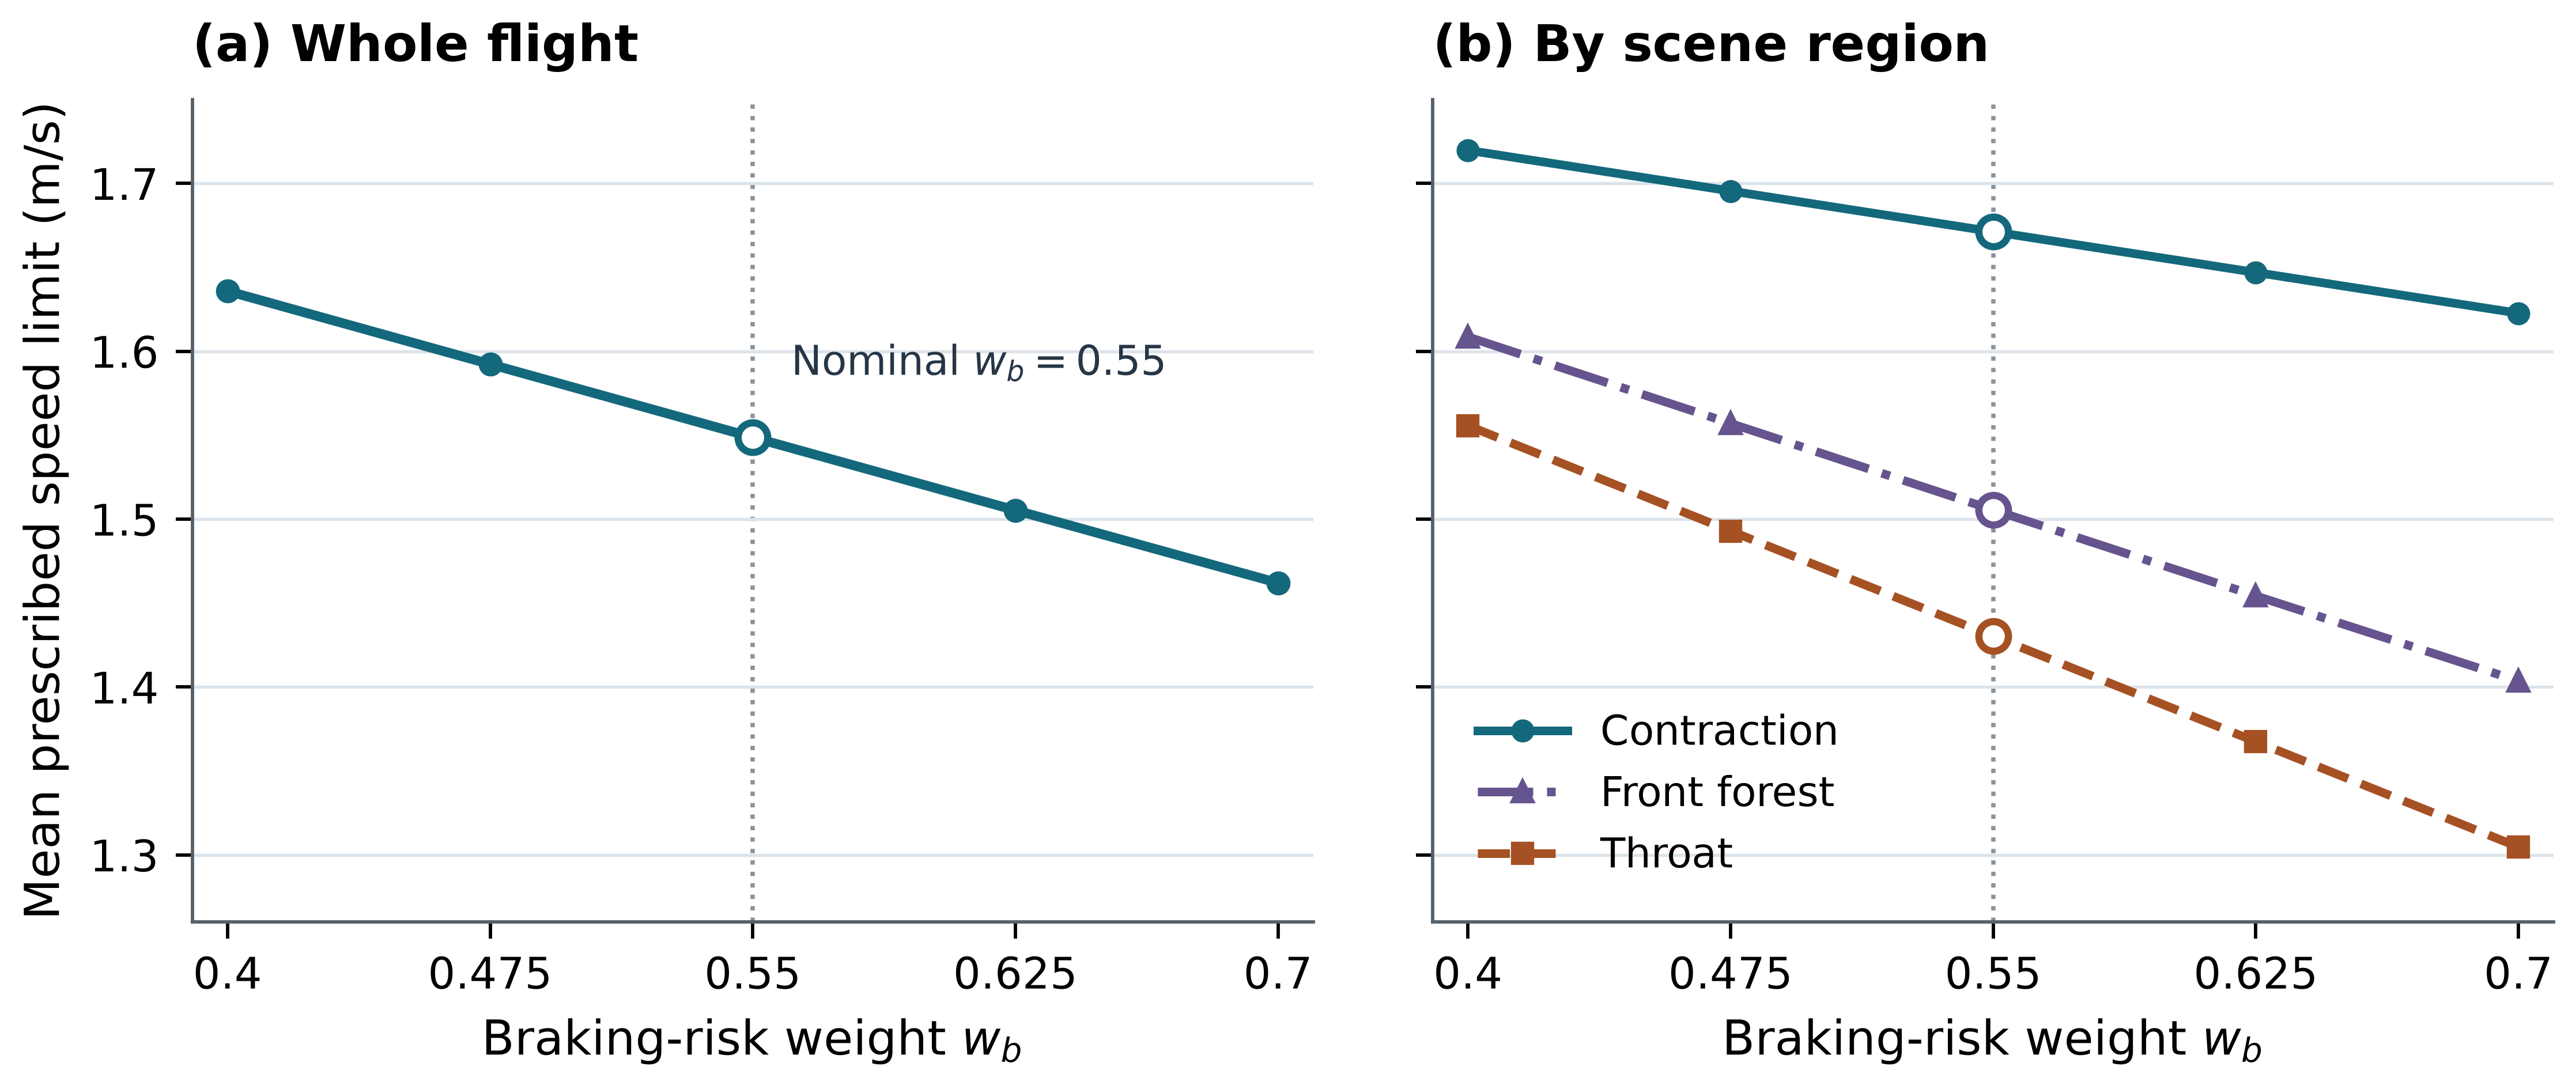 (a) Whole flight
Mean prescribed speed limit (m/s)
1.7
1.6
1.5
1.4
1.3
Nominal w_b = 0.55
0.4 0.475 0.55 0.625 0.7
Braking-risk weight w_b
(b) By scene region
Contraction
Front forest
Throat
0.4 0.475 0.55 0.625 0.7
Braking-risk weight w_b